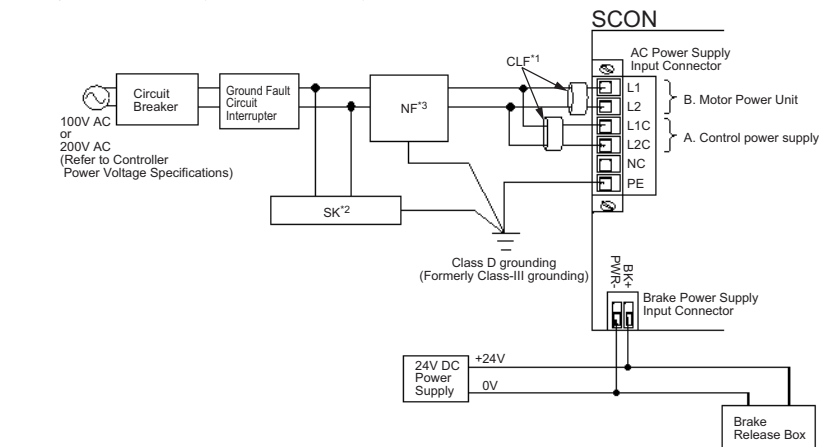 SCON
AC Power Supply
Input Connector
CLF*1
Circuit
Breaker
Ground Fault
Circuit
Interrupter
NF*3
L1
L2
L1C
L2C
NC
PE
B. Motor Power Unit
A. Control power supply
100V AC
or
200V AC
(Refer to Controller
Power Voltage Specifications)
SK*2
Class D grounding
(Formerly Class-III grounding)
PWR-
BK+
Brake Power Supply
Input Connector
24V DC
Power
Supply
+24V
0V
Brake
Release Box